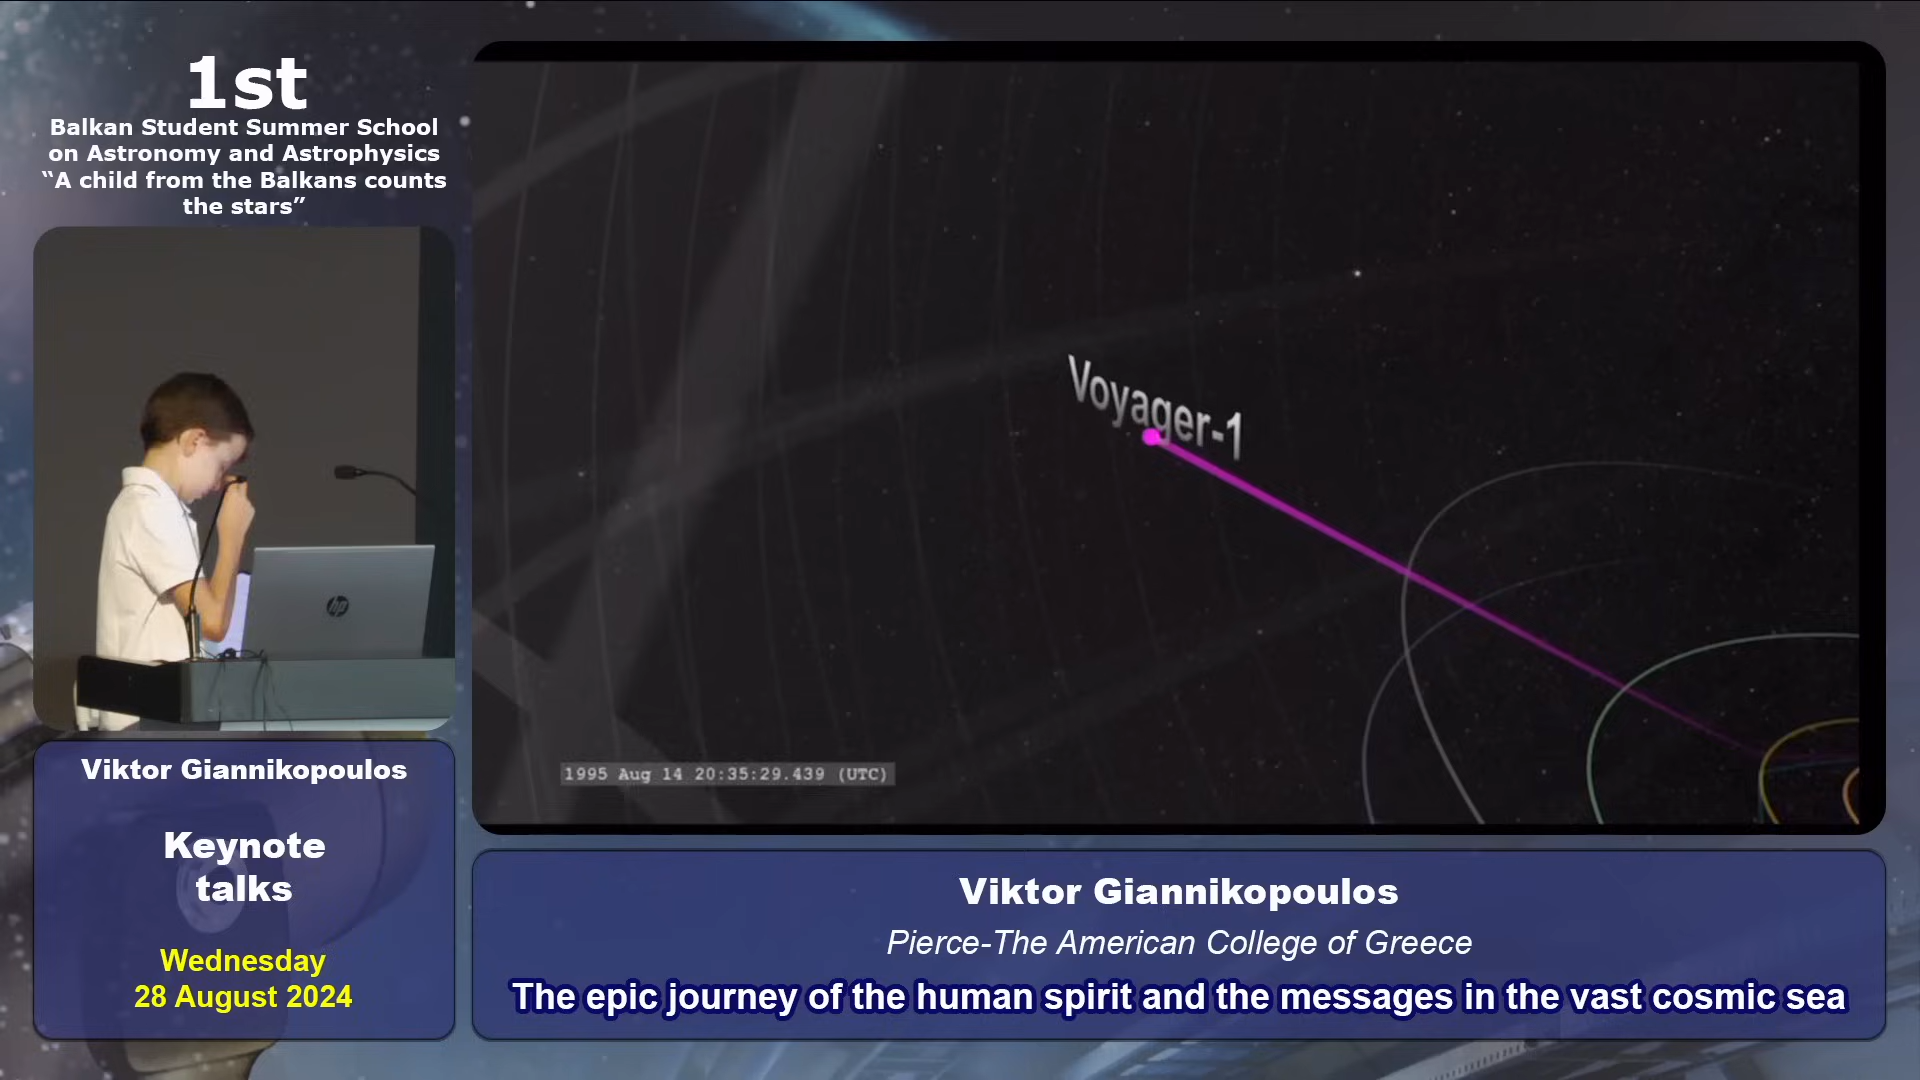 1st
Balkan Student Summer School
on Astronomy and Astrophysics
“A child from the Balkans counts
the stars”
Voyager-1
1995 Aug 14 20:35:29.439 (UTC)
hp
Viktor Giannikopoulos
Keynote
talks
Wednesday
28 August 2024
Viktor Giannikopoulos
Pierce-The American College of Greece
The epic journey of the human spirit and the messages in the vast cosmic sea